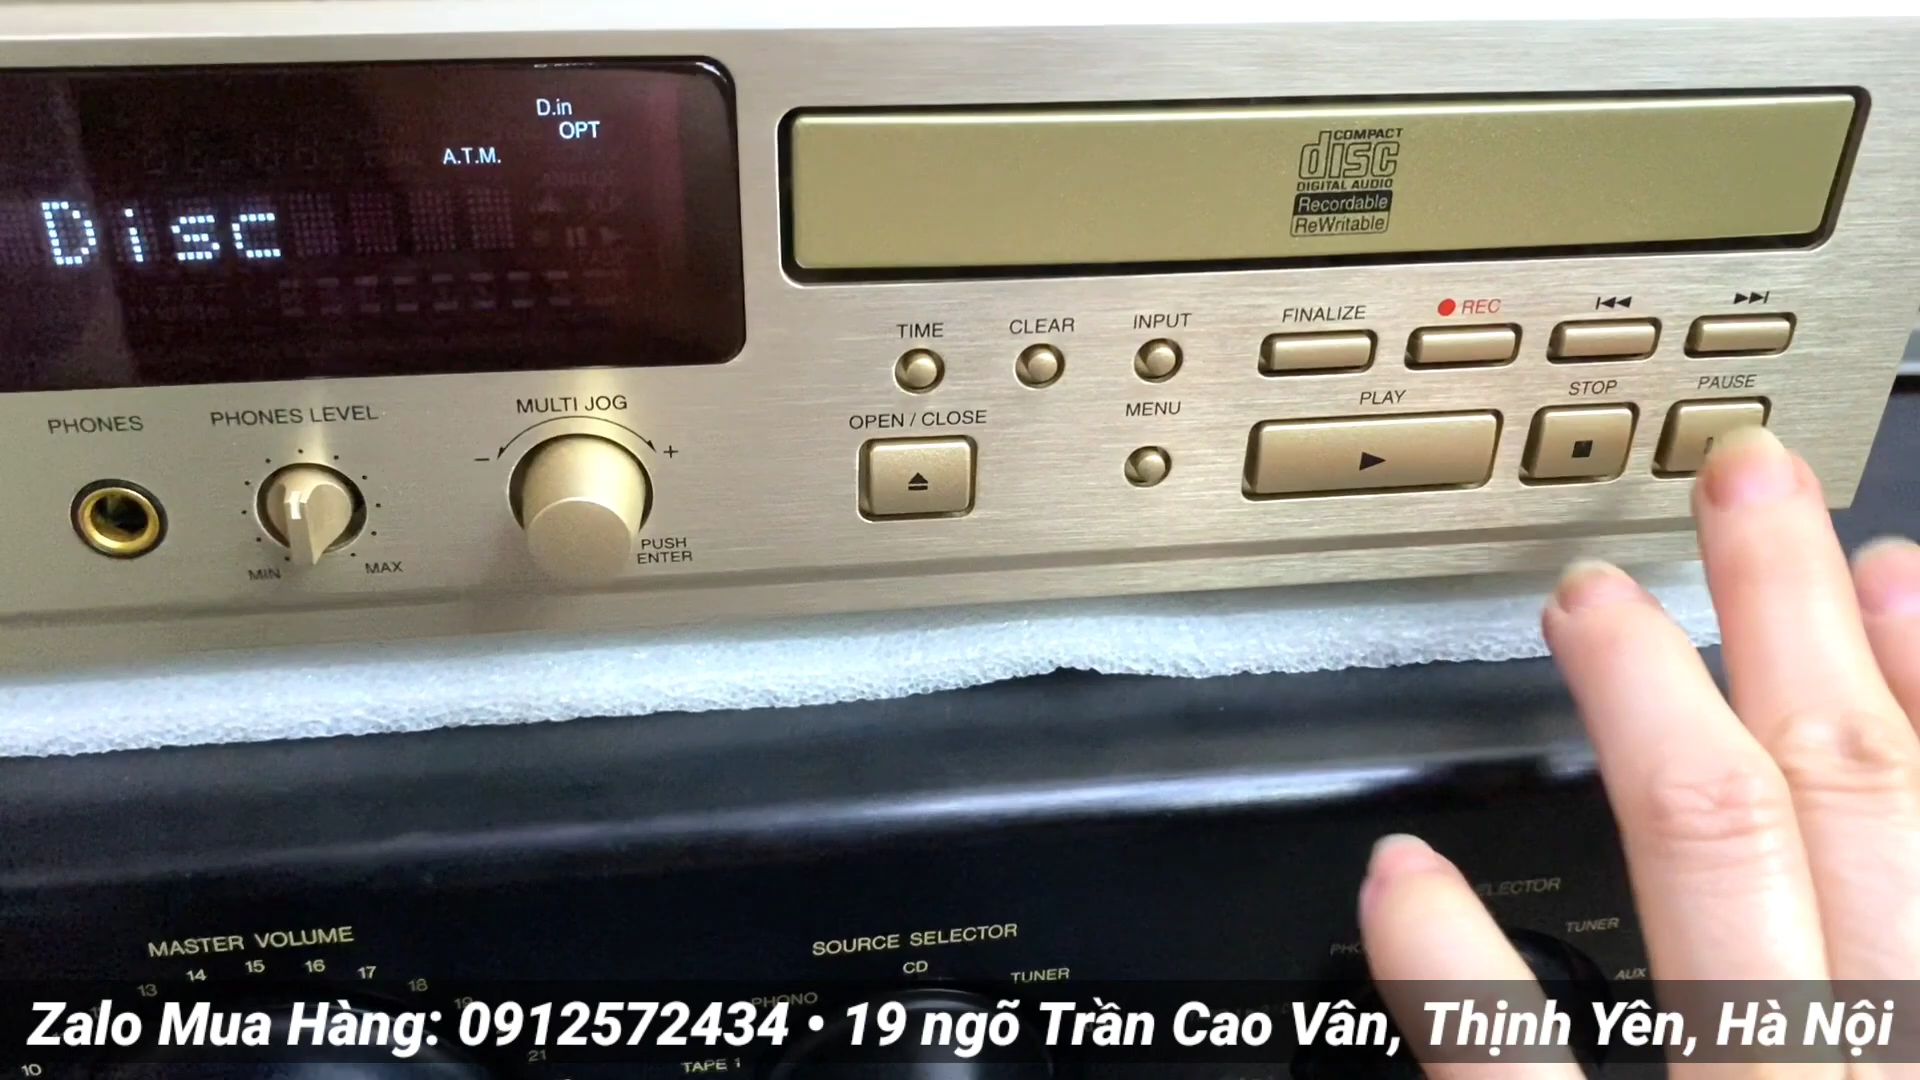 D.in
OPT
A.T.M.
Disc
COMPACT
disc
DIGITAL AUDIO
Recordable
ReWritable
TIME
CLEAR
INPUT
FINALIZE
REC
PHONES
PHONES LEVEL
MIN
MAX
MULTI JOG
PUSH
ENTER
OPEN / CLOSE
MENU
PLAY
STOP
PAUSE
MASTER VOLUME
10
13
14
15
16
17
18
19
21
SOURCE SELECTOR
CD
TUNER
PHONO
TAPE 1
TUNER
AUX
Zalo Mua Hàng: 0912572434 • 19 ngõ Trần Cao Vân, Thịnh Yên, Hà Nội